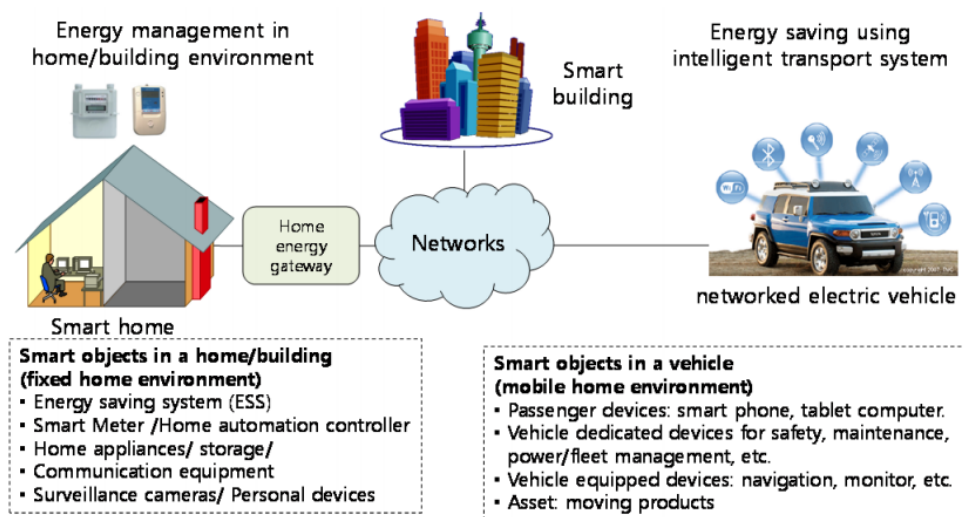 Energy management in
home/building environment
Smart
building
Energy saving using
intelligent transport system
Home
energy
gateway
Networks
Wi Fi
Smart home
networked electric vehicle
Smart objects in a home/building
(fixed home environment)
▪ Energy saving system (ESS)
▪ Smart Meter /Home automation controller
▪ Home appliances/ storage/
▪ Communication equipment
▪ Surveillance cameras/ Personal devices
Smart objects in a vehicle
(mobile home environment)
▪ Passenger devices: smart phone, tablet computer.
▪ Vehicle dedicated devices for safety, maintenance,
power/fleet management, etc.
▪ Vehicle equipped devices: navigation, monitor, etc.
▪ Asset: moving products